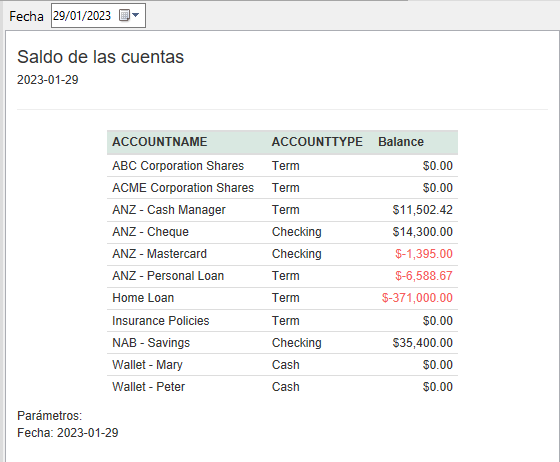 Fecha 29/01/2023
Saldo de las cuentas
2023-01-29
ACCOUNTNAME ACCOUNTTYPE Balance
ABC Corporation Shares Term $0.00
ACME Corporation Shares Term $0.00
ANZ - Cash Manager Term $11,502.42
ANZ - Cheque Checking $14,300.00
ANZ - Mastercard Checking $-1,395.00
ANZ - Personal Loan Term $-6,588.67
Home Loan Term $-371,000.00
Insurance Policies Term $0.00
NAB - Savings Checking $35,400.00
Wallet - Mary Cash $0.00
Wallet - Peter Cash $0.00
Parámetros:
Fecha: 2023-01-29